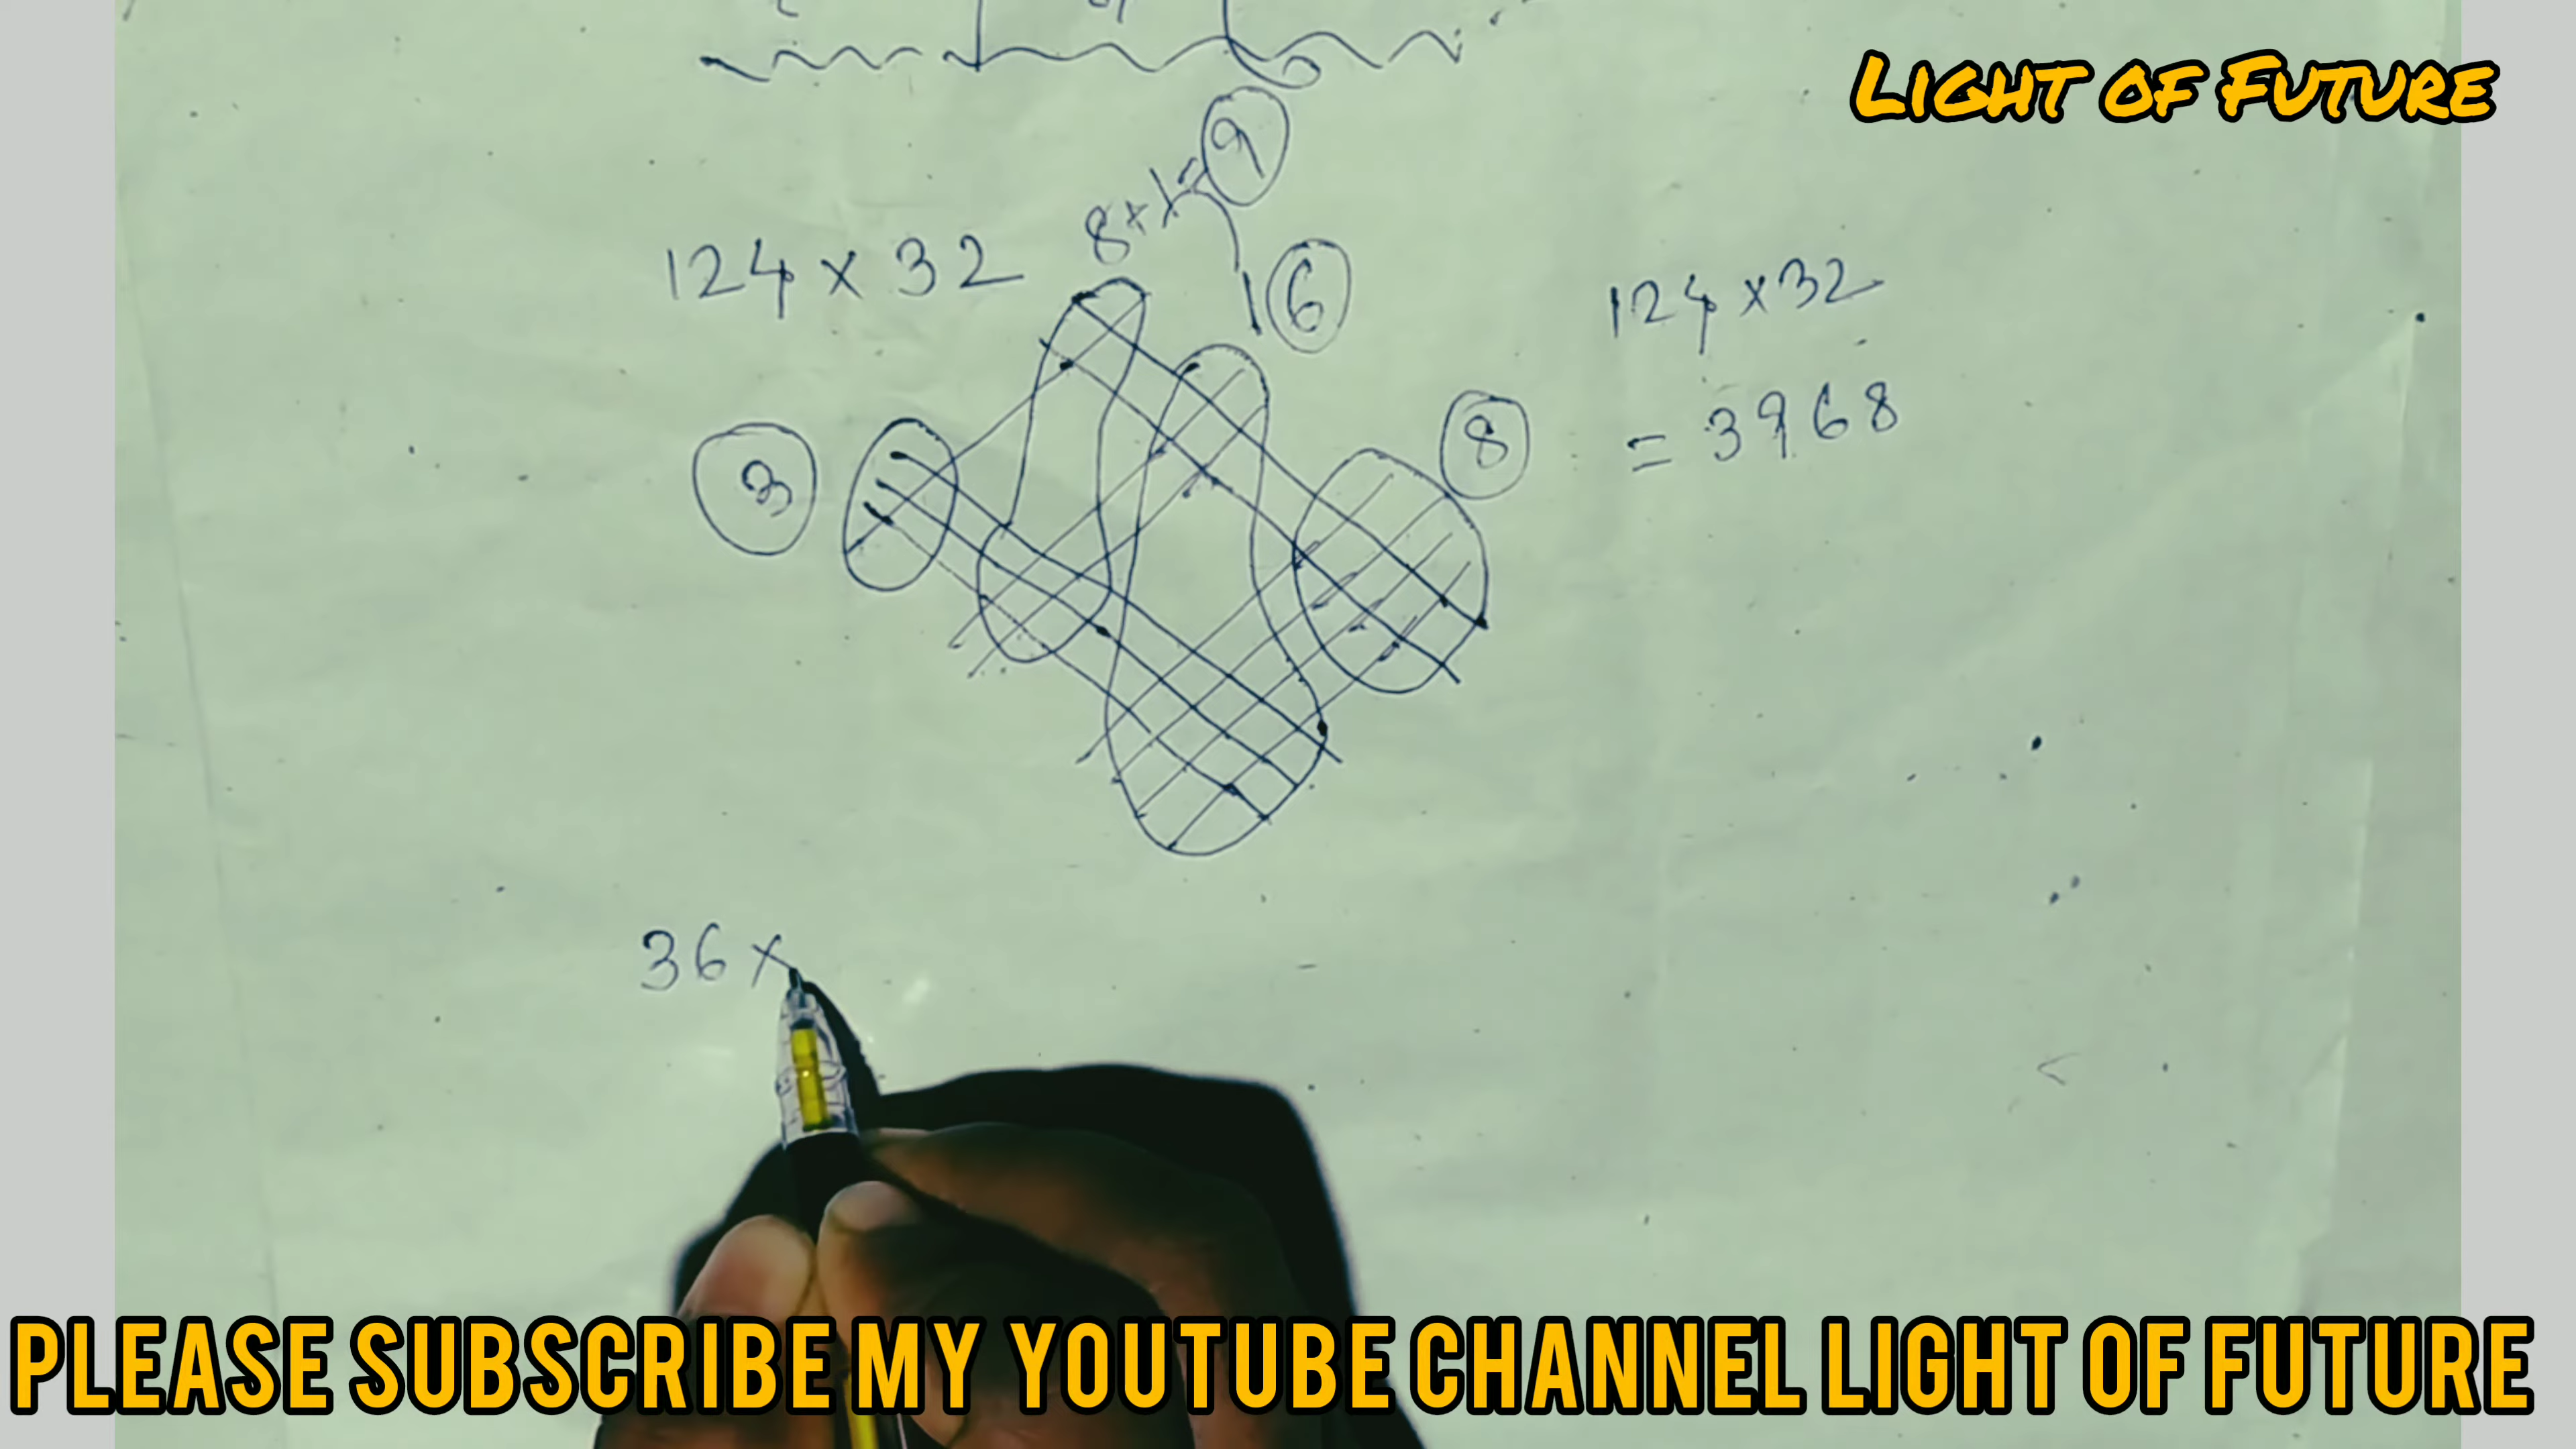 Light of Future
9
8+1
124 x 32
16
124 x 32
3
8
= 3968
36 x
PLEASE SUBSCRIBE MY YOUTUBE CHANNEL LIGHT OF FUTURE